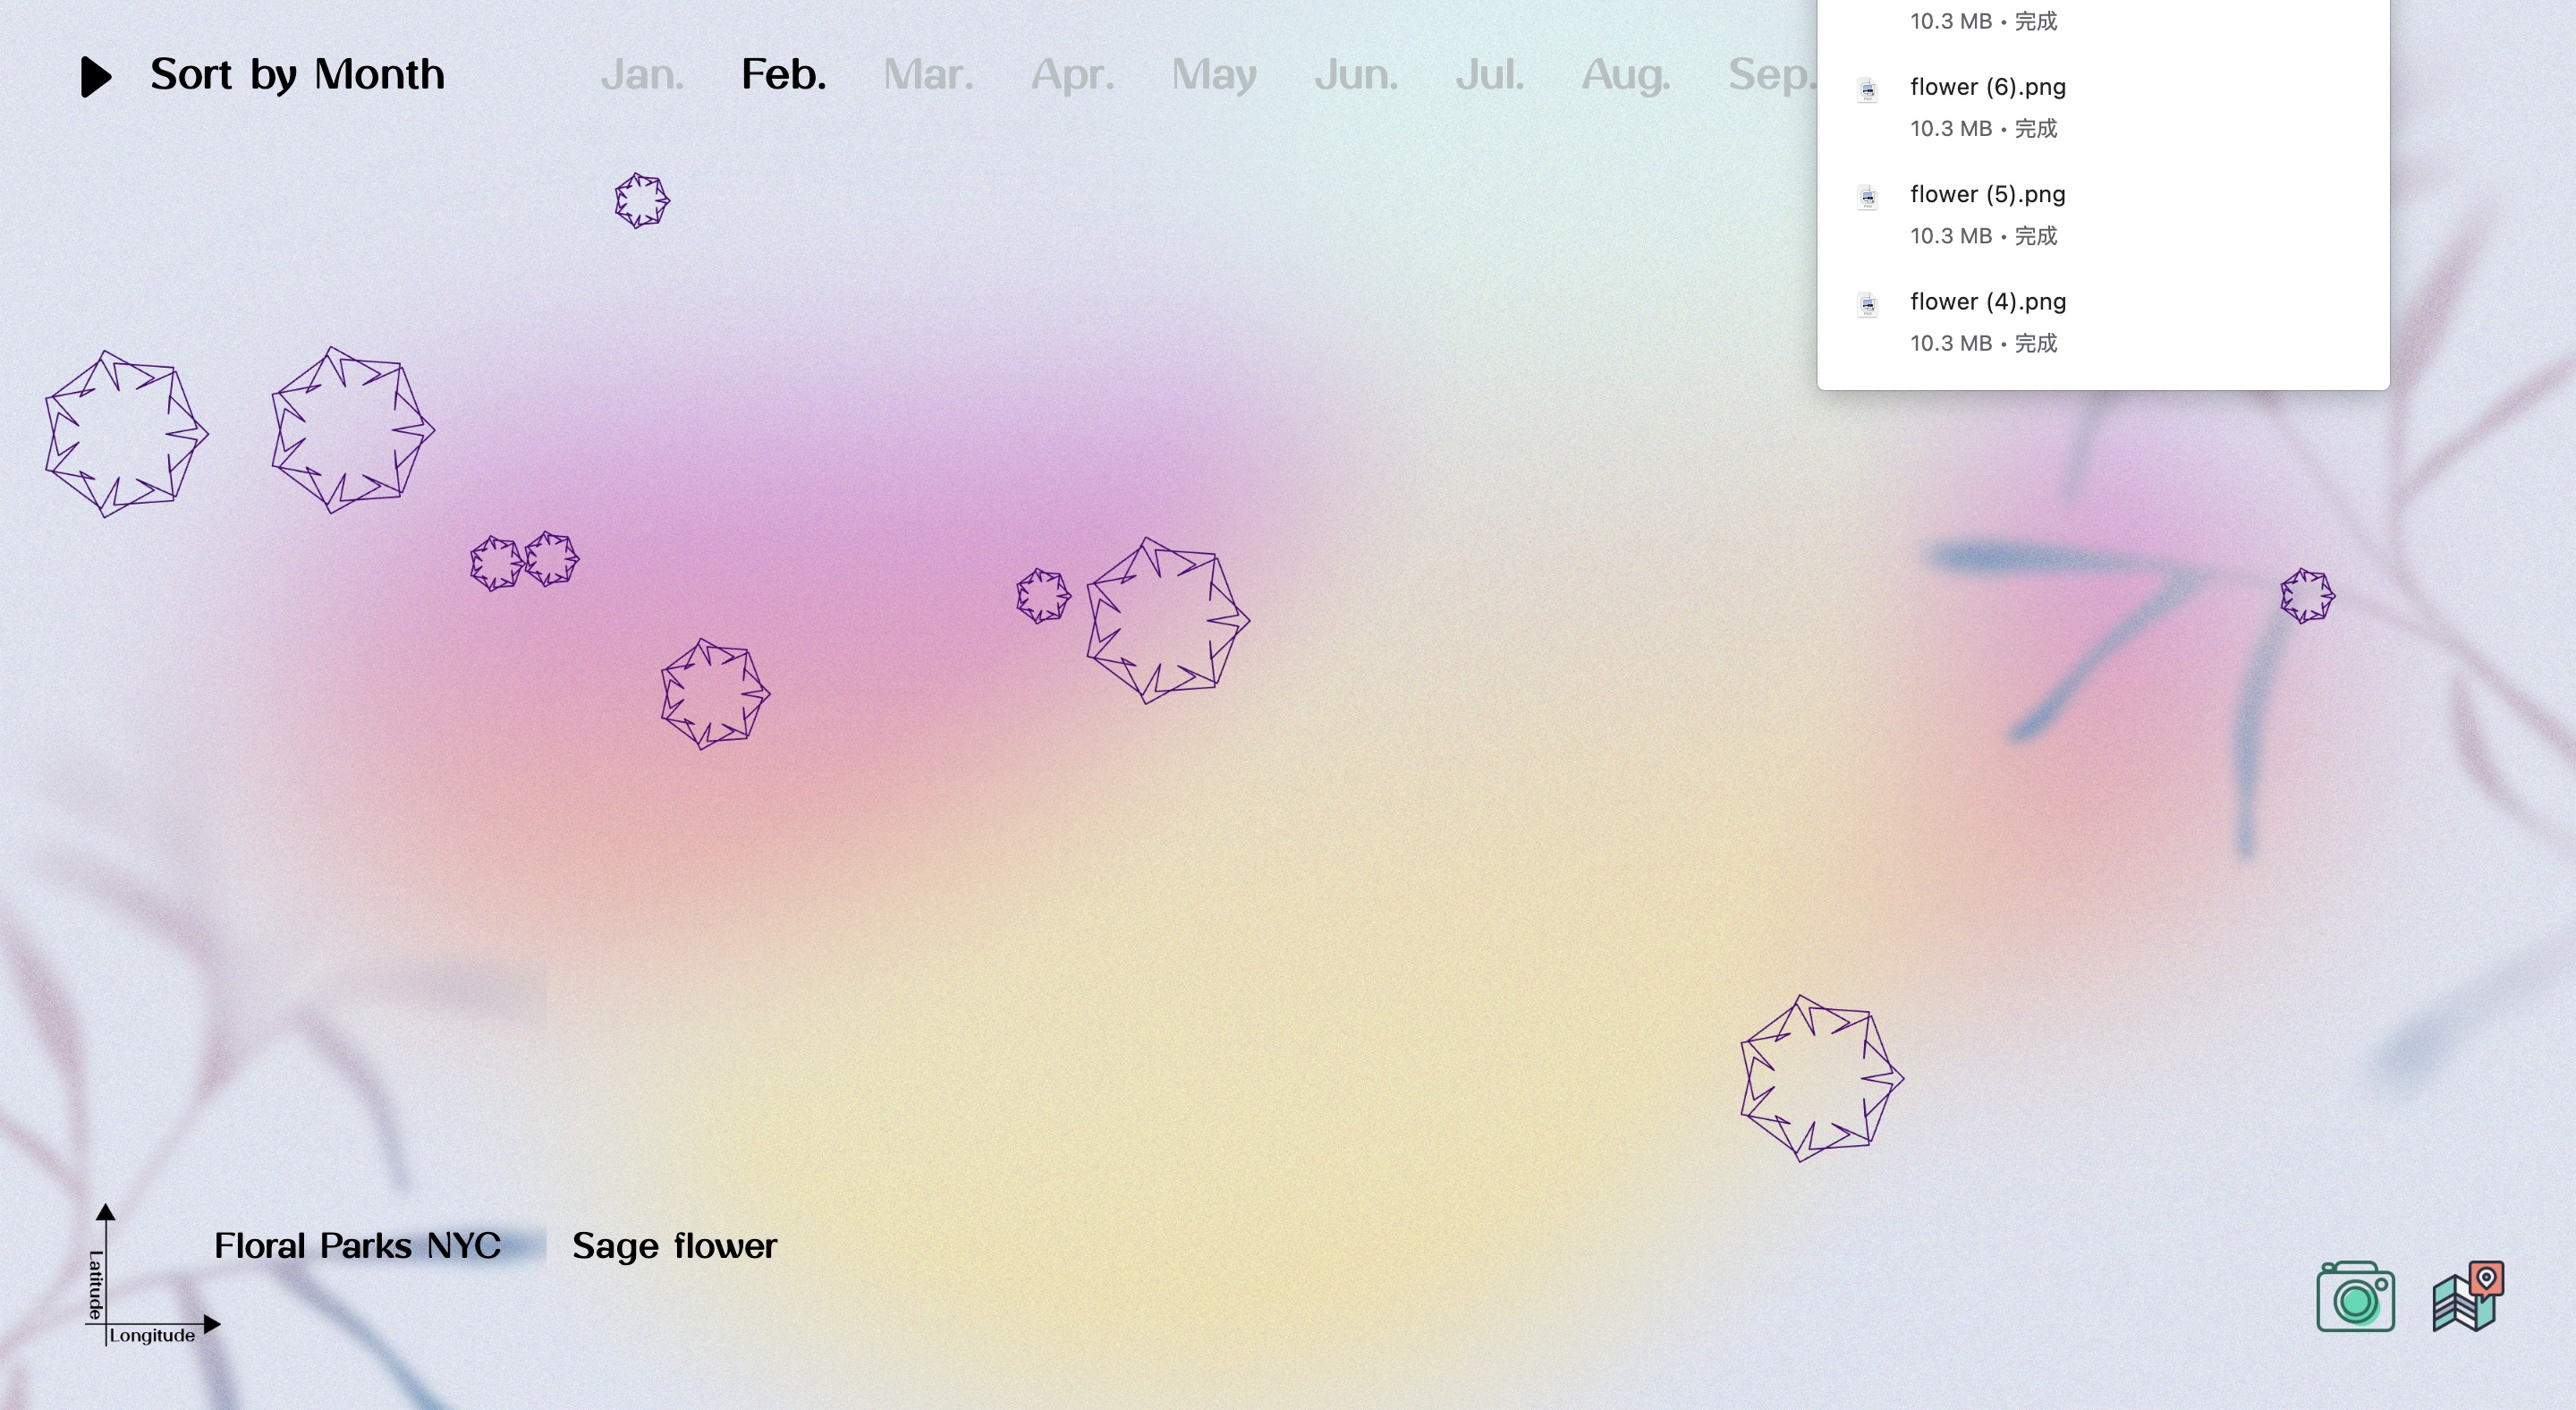 10.3 MB • 完成
Sort by Month
Jan.
Feb.
Mar.
Apr.
May
Jun.
Jul.
Aug.
Sep.
flower (6).png
10.3 MB • 完成
flower (5).png
10.3 MB • 完成
flower (4).png
10.3 MB • 完成
Floral Parks NYC
Sage flower
Latitude
Longitude